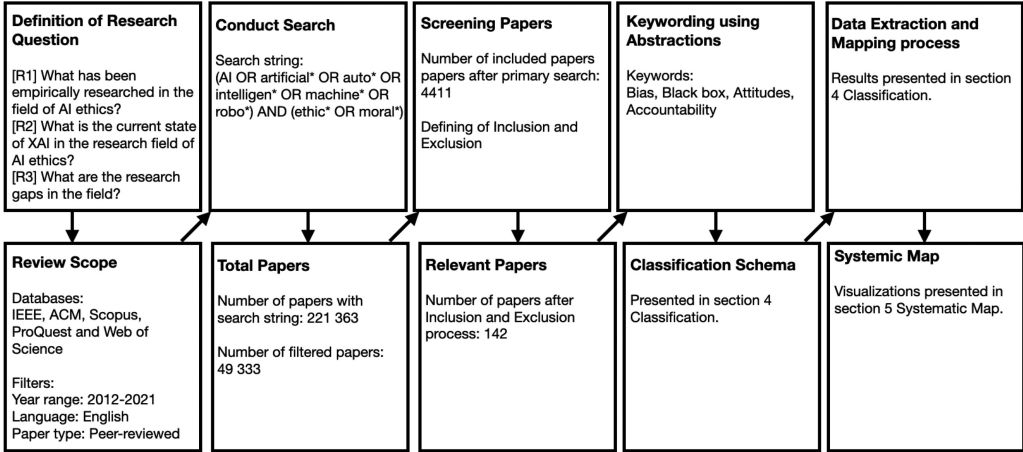 Definition of Research
Question
[R1] What has been
empirically researched in the
field of AI ethics?
[R2] What is the current state
of XAI in the research field of
AI ethics?
[R3] What are the research
gaps in the field?
Review Scope
Databases:
IEEE, ACM, Scopus,
ProQuest and Web of
Science
Filters:
Year range: 2012-2021
Language: English
Paper type: Peer-reviewed
Conduct Search
Search string:
(AI OR artificial* OR auto* OR
intelligen* OR machine* OR
robo*) AND (ethic* OR moral*)
Total Papers
Number of papers with
search string: 221 363
Number of filtered papers:
49 333
Screening Papers
Number of included papers
papers after primary search:
4411
Defining of Inclusion and
Exclusion
Relevant Papers
Number of papers after
Inclusion and Exclusion
process: 142
Keywording using
Abstractions
Keywords:
Bias, Black box, Attitudes,
Accountability
Classification Schema
Presented in section 4
Classification.
Data Extraction and
Mapping process
Results presented in section
4 Classification.
Systemic Map
Visualizations presented in
section 5 Systematic Map.